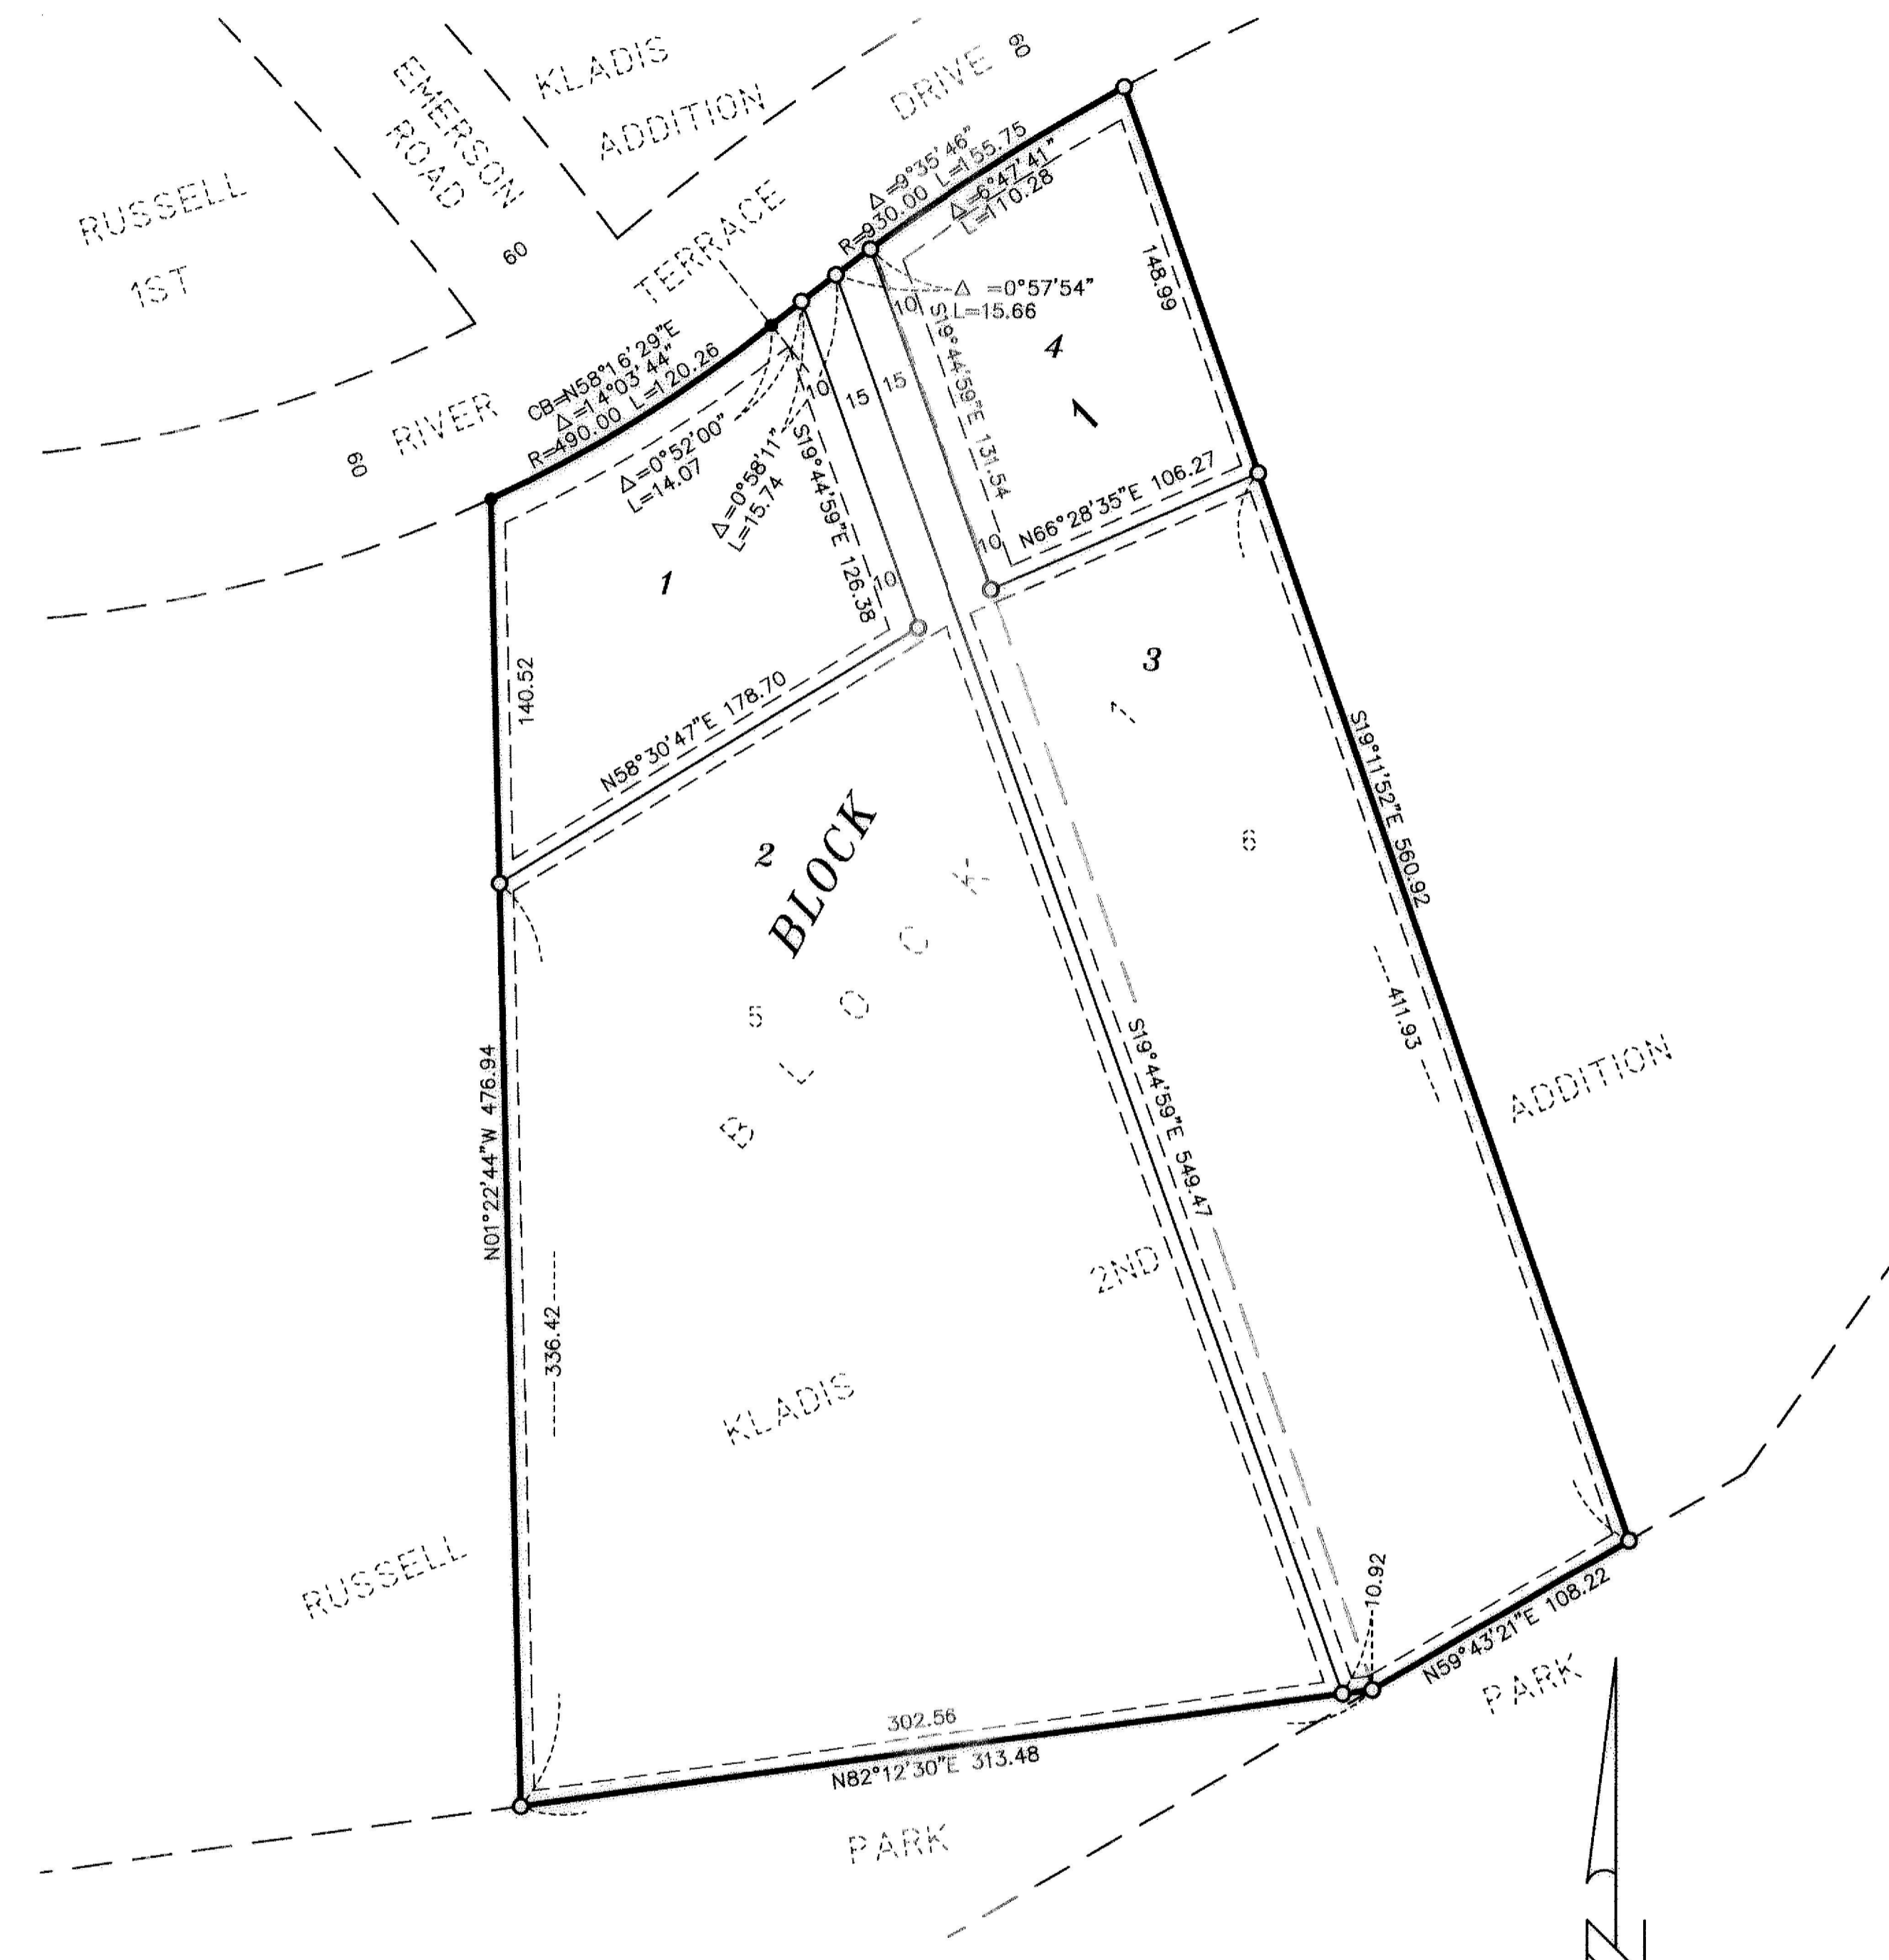 KLADIS
ADDITION
EMERSON
ROAD
DRIVE
60
RUSSELL
1ST
60
TERRACE
Δ=9°35'46"
R=930.00 L=155.75
Δ=6°47'41"
L=110.28
148.99
Δ =0°57'54"
L=15.66
CB=N58°16'29"E
Δ=14°03'44"
R=490.00 L=120.26
RIVER
60
Δ=0°52'00"
L=14.07
Δ=0°58'11"
L=15.74
10
15
15
10
S19°44'59"E 126.38
10
S19°44'59"E 131.54
10
4
1
N66°28'35"E 106.27
1
140.52
N58°30'47"E 178.70
3
1
2
BLOCK
6
S19°11'52"E 560.92
5
BLOCK
411.93
ADDITION
N01°22'44"W 476.94
S19°44'59"E 549.47
2ND
336.42
KLADIS
RUSSELL
10.92
N59°43'21"E 108.22
PARK
302.56
N82°12'30"E 313.48
PARK
N